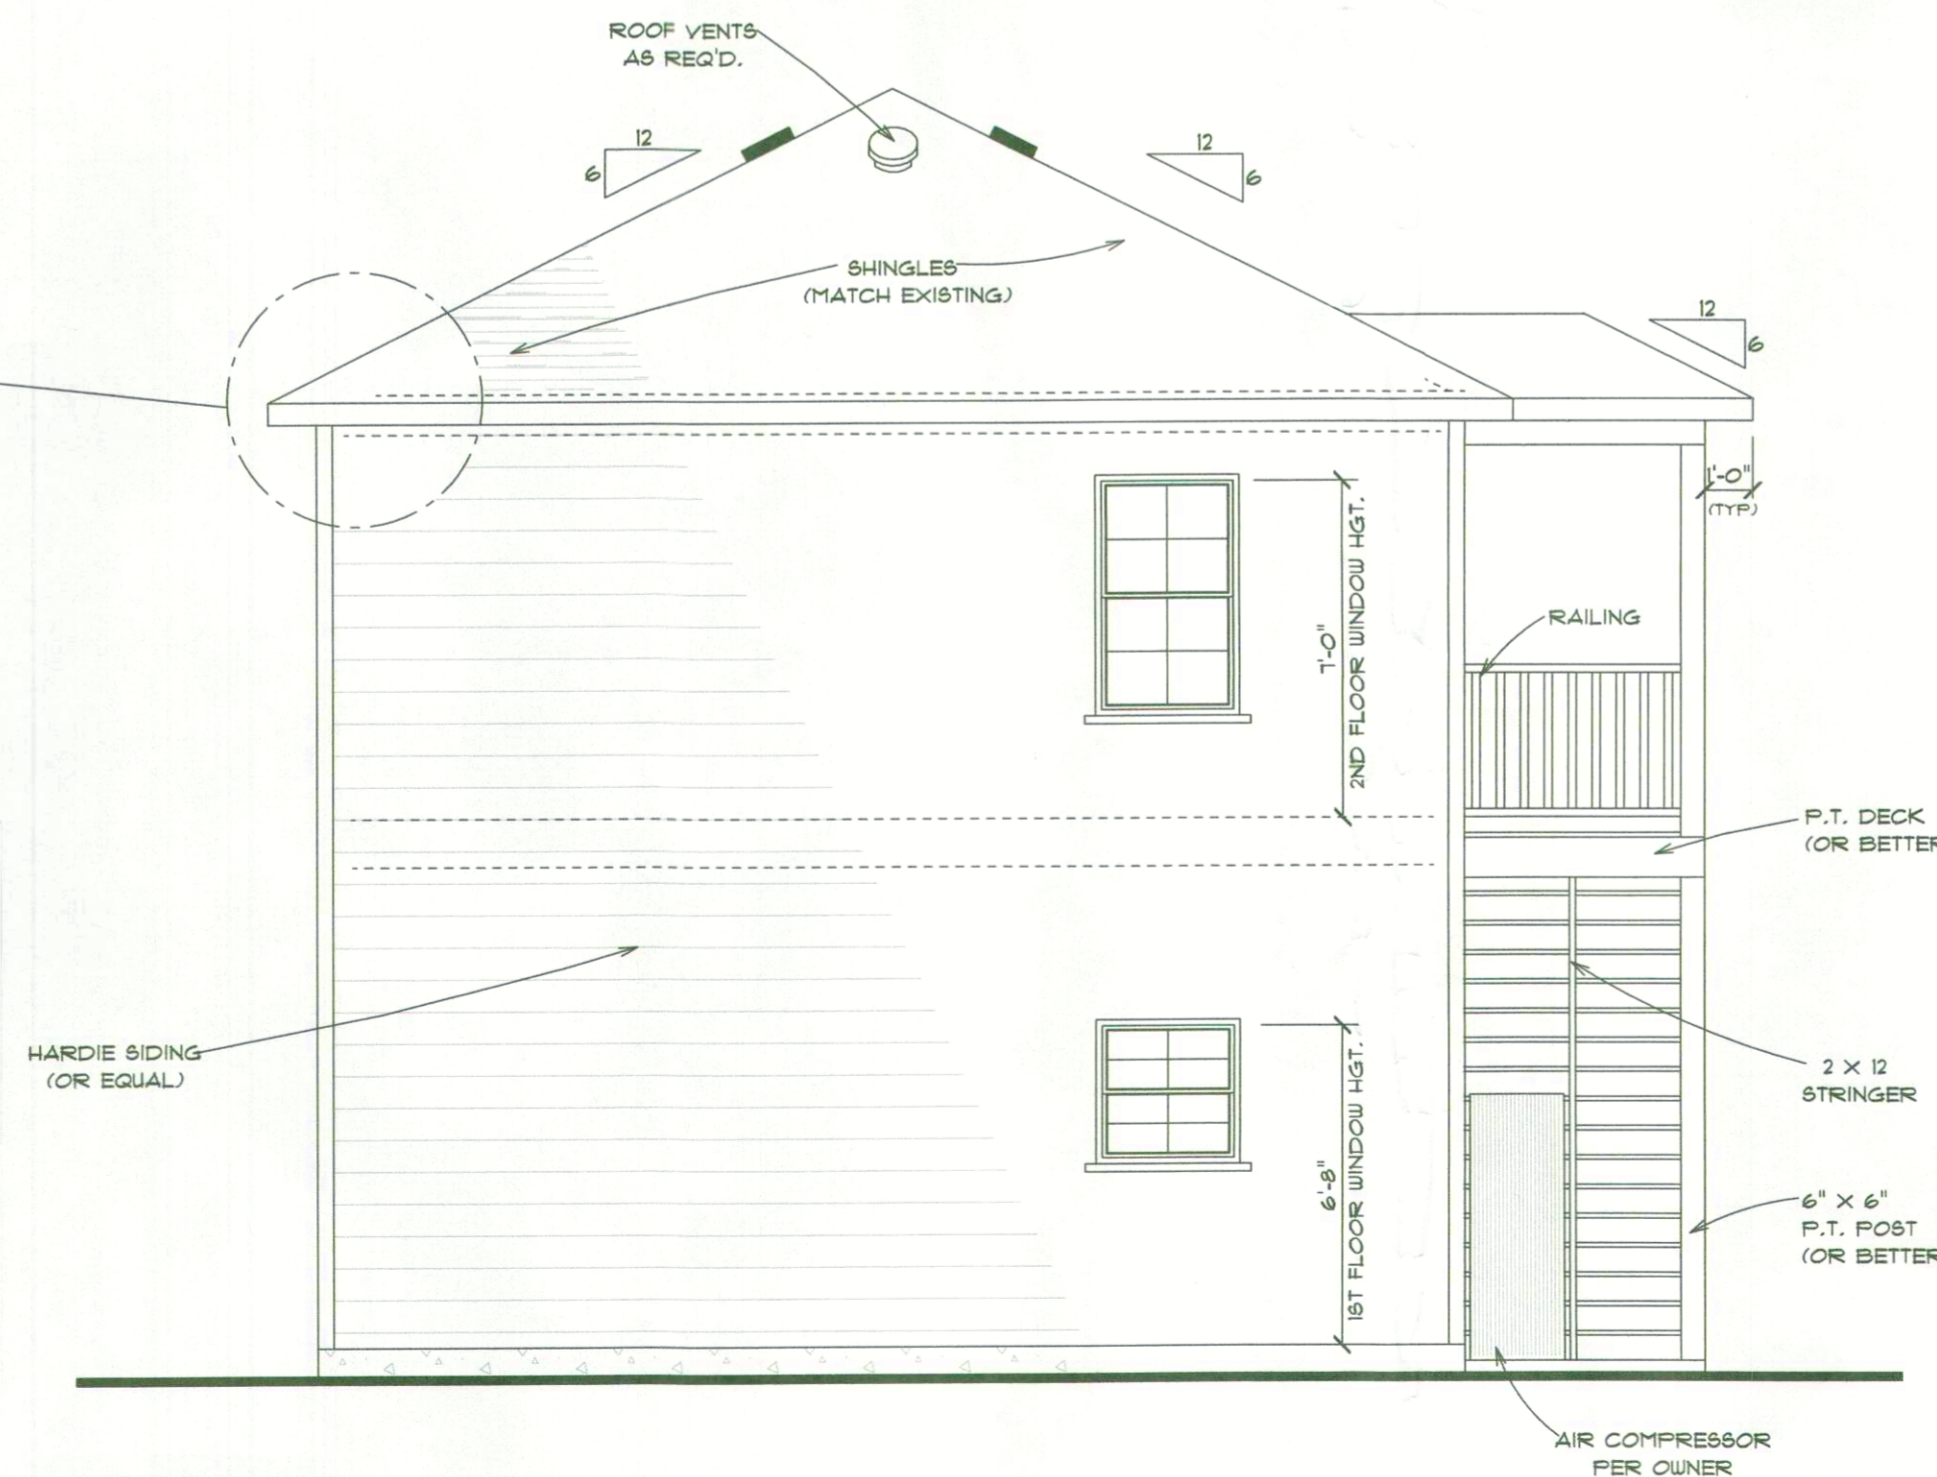 ROOF VENTS
AS REQ'D.
12
6
12
6
SHINGLES
(MATCH EXISTING)
12
6
1'-0"
(TYP)
7'-0"
2ND FLOOR WINDOW HGT.
RAILING
P.T. DECK
(OR BETTER
HARDIE SIDING
(OR EQUAL)
2 X 12
STRINGER
6'-8"
1ST FLOOR WINDOW HGT.
6" X 6"
P.T. POST
(OR BETTER
AIR COMPRESSOR
PER OWNER